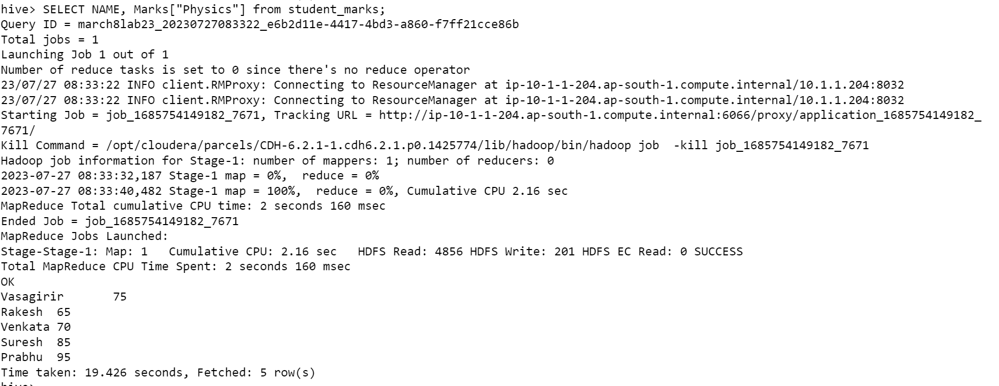 hive> SELECT NAME, Marks["Physics"] from student_marks;
Query ID = march8lab23_20230727083322_e6b2d11e-4417-4bd3-a860-f7ff21cce86b
Total jobs = 1
Launching Job 1 out of 1
Number of reduce tasks is set to 0 since there's no reduce operator
23/07/27 08:33:22 INFO client.RMProxy: Connecting to ResourceManager at ip-10-1-1-204.ap-south-1.compute.internal/10.1.1.204:8032
23/07/27 08:33:22 INFO client.RMProxy: Connecting to ResourceManager at ip-10-1-1-204.ap-south-1.compute.internal/10.1.1.204:8032
Starting Job = job_1685754149182_7671, Tracking URL = http://ip-10-1-1-204.ap-south-1.compute.internal:6066/proxy/application_1685754149182_
7671/
Kill Command = /opt/cloudera/parcels/CDH-6.2.1-1.cdh6.2.1.p0.1425774/lib/hadoop/bin/hadoop job  -kill job_1685754149182_7671
Hadoop job information for Stage-1: number of mappers: 1; number of reducers: 0
2023-07-27 08:33:32,187 Stage-1 map = 0%,  reduce = 0%
2023-07-27 08:33:40,482 Stage-1 map = 100%,  reduce = 0%, Cumulative CPU 2.16 sec
MapReduce Total cumulative CPU time: 2 seconds 160 msec
Ended Job = job_1685754149182_7671
MapReduce Jobs Launched:
Stage-Stage-1: Map: 1   Cumulative CPU: 2.16 sec   HDFS Read: 4856 HDFS Write: 201 HDFS EC Read: 0 SUCCESS
Total MapReduce CPU Time Spent: 2 seconds 160 msec
OK
Vasagirir       75
Rakesh  65
Venkata 70
Suresh  85
Prabhu  95
Time taken: 19.426 seconds, Fetched: 5 row(s)
hive>